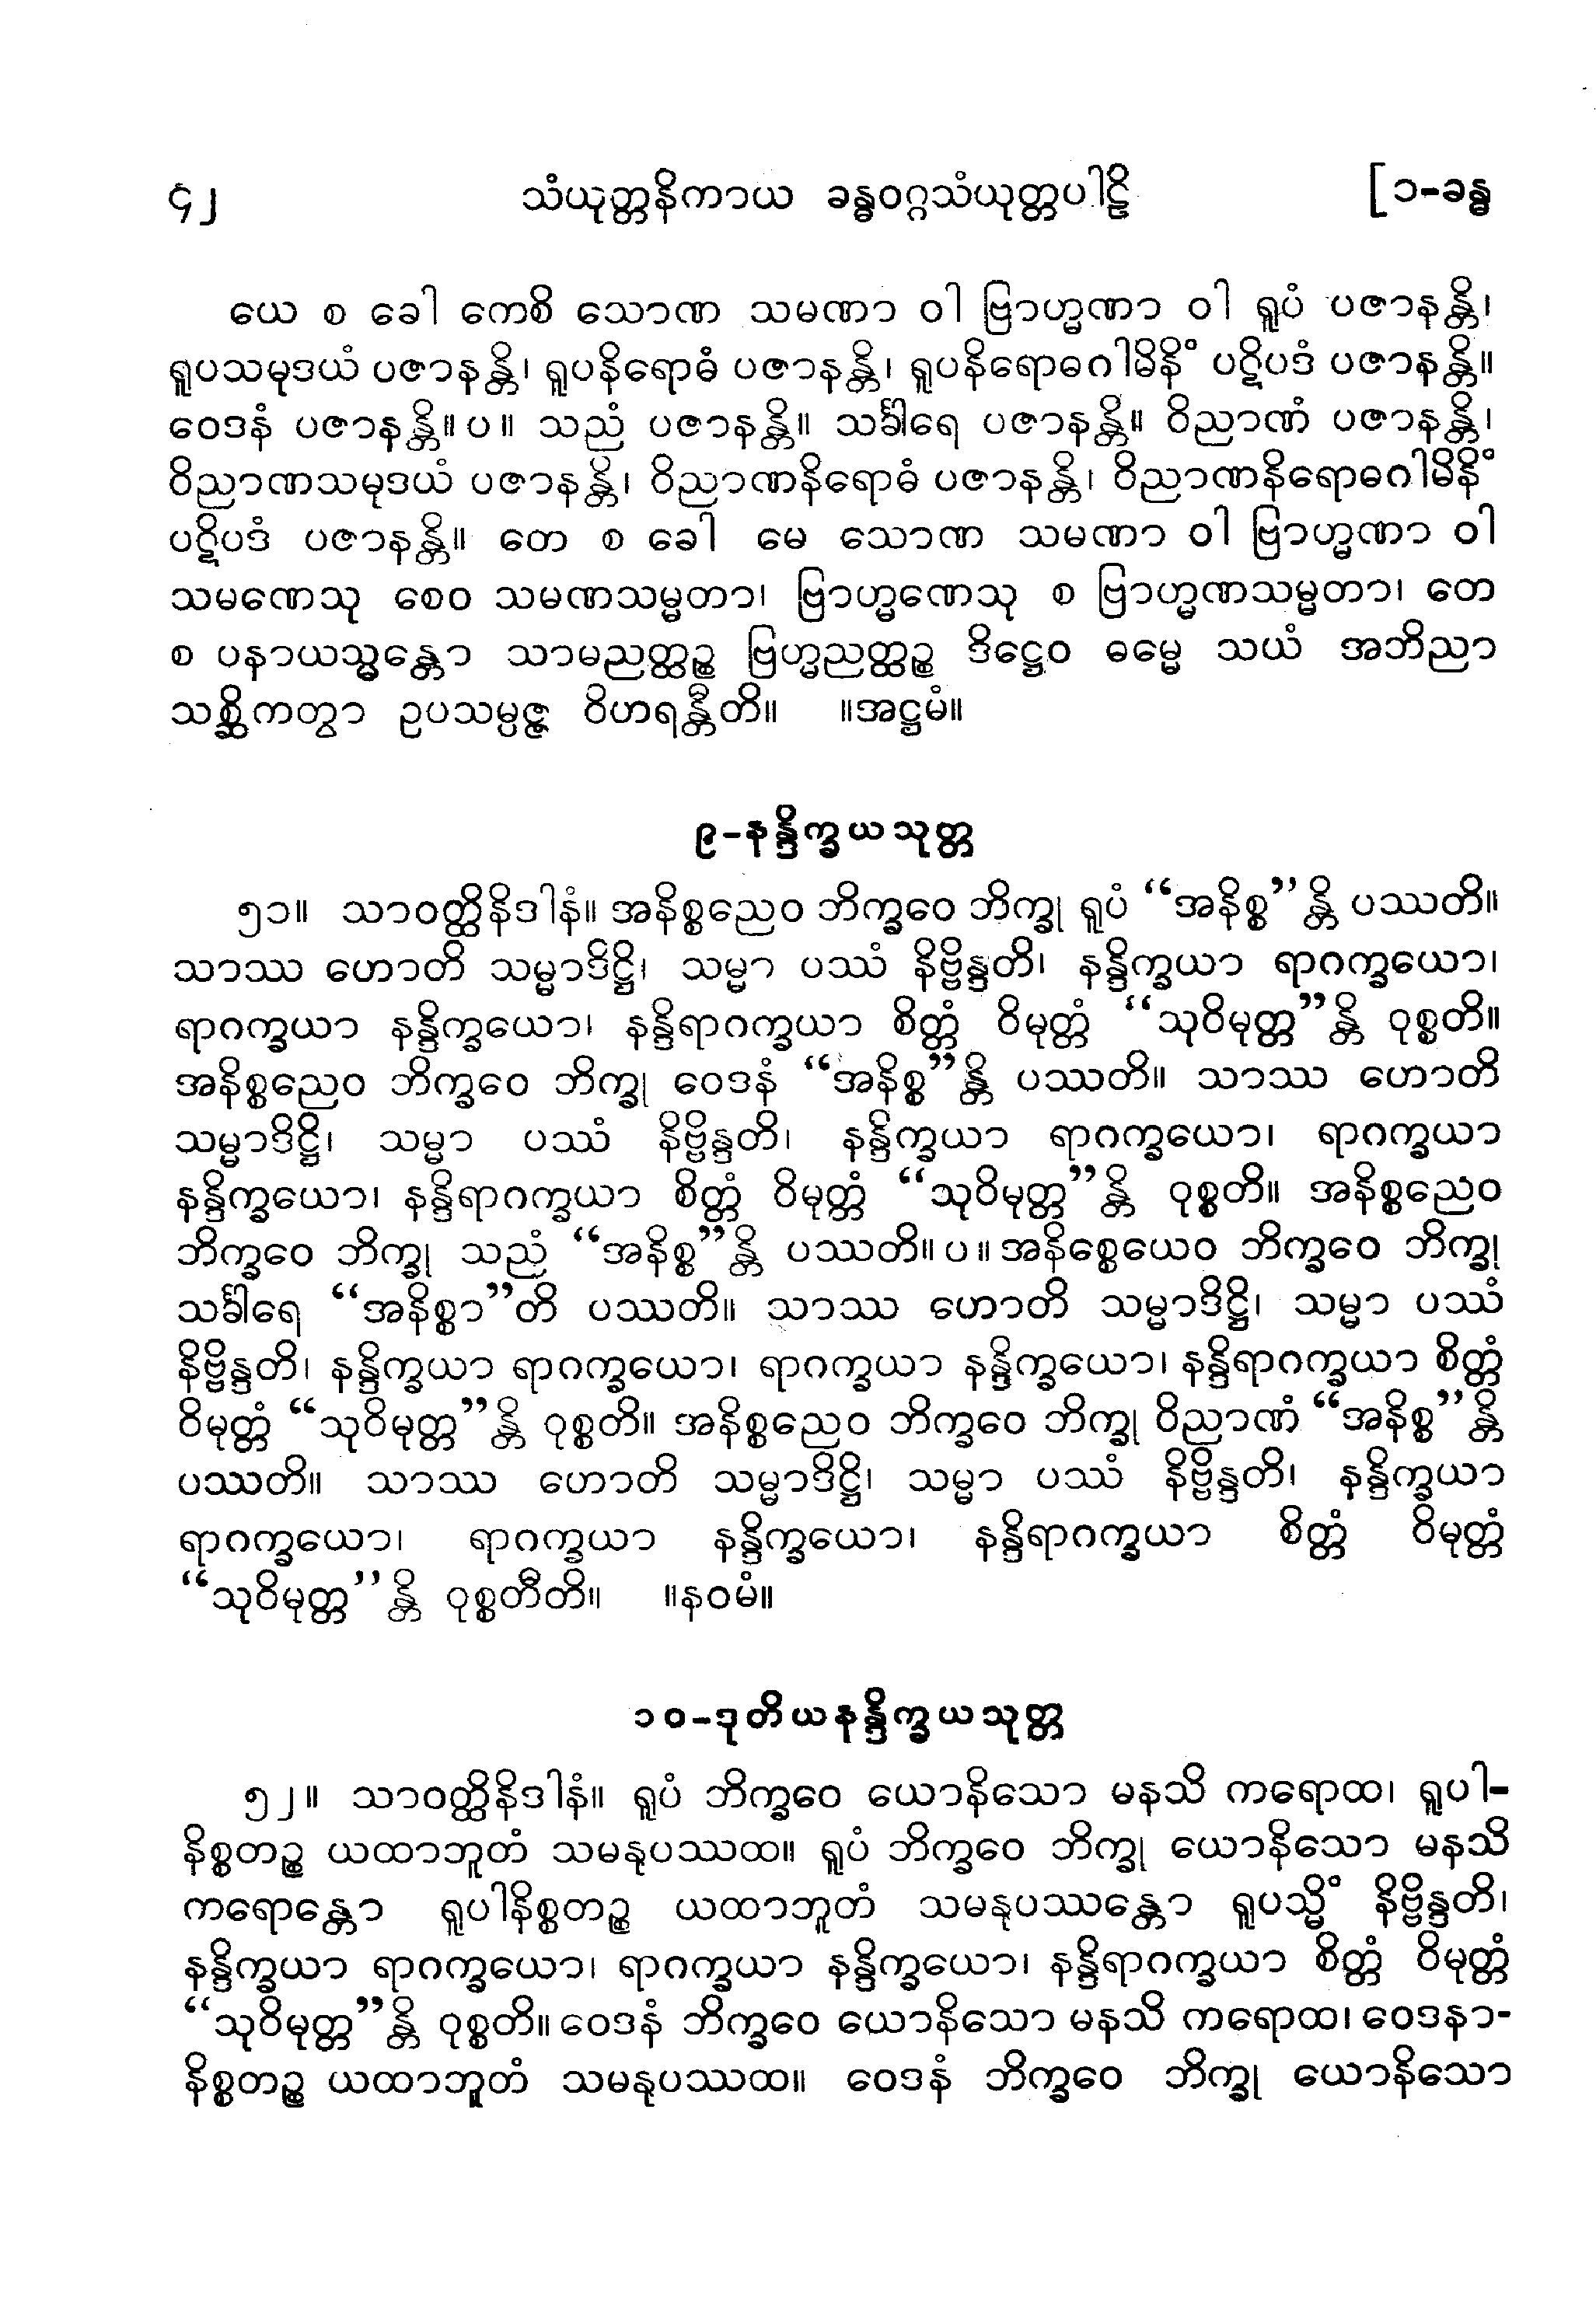 ၄၂ သံယုတ္တနိကာယ ခန္ဓဝဂ္ဂသံယုတ္တပါဠိ [၁-ခန္ဓ
ယေ စ ခေါ ကေစိ သောဏ သမဏာ ဝါ ဗြာဟ္မဏာ ဝါ ရူပံ ပဇာနန္တိ၊
ရူပသမုဒယံ ပဇာနန္တိ၊ ရူပနိရောဓံ ပဇာနန္တိ၊ ရူပနိရောဓဂါမိနိံ ပဋိပဒံ ပဇာနန္တိ။
ဝေဒနံ ပဇာနန္တိ။ပ။ သညံ ပဇာနန္တိ။ သင်္ခါရေ ပဇာနန္တိ။ ဝိညာဏံ ပဇာနန္တိ၊
ဝိညာဏသမုဒယံ ပဇာနန္တိ၊ ဝိညာဏနိရောဓံ ပဇာနန္တိ၊ ဝိညာဏနိရောဓဂါမိနိံ
ပဋိပဒံ ပဇာနန္တိ။ တေ စ ခေါ မေ သောဏ သမဏာ ဝါ ဗြာဟ္မဏာ ဝါ
သမဏေသု စေဝ သမဏသမ္မတာ၊ ဗြာဟ္မဏေသု စ ဗြာဟ္မဏသမ္မတာ၊ တေ
စ ပနာယသ္မန္တော သာမညတ္ထဉ္စ ဗြဟ္မညတ္ထဉ္စ ဒိဋ္ဌေဝ ဓမ္မေ သယံ အဘိညာ
သစ္ဆိကတွာ ဥပသမ္ပဇ္ဇ ဝိဟရန္တီတိ။ ။အဋ္ဌမံ။
၉-နန္ဒိက္ခယသုတ္တ
၅၁။ သာဝတ္ထိနိဒါနံ။ အနိစ္စညေဝ ဘိက္ခဝေ ဘိက္ခု ရူပံ “အနိစ္စ”န္တိ ပဿတိ။
သာဿ ဟောတိ သမ္မာဒိဋ္ဌိ၊ သမ္မာ ပဿံ နိဗ္ဗိန္ဒတိ၊ နန္ဒိက္ခယာ ရာဂက္ခယော၊
ရာဂက္ခယာ နန္ဒိက္ခယော၊ နန္ဒိရာဂက္ခယာ စိတ္တံ ဝိမုတ္တံ “သုဝိမုတ္တ”န္တိ ဝုစ္စတိ။
အနိစ္စညေဝ ဘိက္ခဝေ ဘိက္ခု ဝေဒနံ “အနိစ္စ”န္တိ ပဿတိ။ သာဿ ဟောတိ
သမ္မာဒိဋ္ဌိ၊ သမ္မာ ပဿံ နိဗ္ဗိန္ဒတိ၊ နန္ဒိက္ခယာ ရာဂက္ခယော၊ ရာဂက္ခယာ
နန္ဒိက္ခယော၊ နန္ဒိရာဂက္ခယာ စိတ္တံ ဝိမုတ္တံ “သုဝိမုတ္တ”န္တိ ဝုစ္စတိ။ အနိစ္စညေဝ
ဘိက္ခဝေ ဘိက္ခု သညံ “အနိစ္စ”န္တိ ပဿတိ။ပ။အနိစ္စေယေဝ ဘိက္ခဝေ ဘိက္ခု
သင်္ခါရေ “အနိစ္စာ”တိ ပဿတိ။ သာဿ ဟောတိ သမ္မာဒိဋ္ဌိ၊ သမ္မာ ပဿံ
နိဗ္ဗိန္ဒတိ၊ နန္ဒိက္ခယာ ရာဂက္ခယော၊ ရာဂက္ခယာ နန္ဒိက္ခယော၊ နန္ဒိရာဂက္ခယာ စိတ္တံ
ဝိမုတ္တံ “သုဝိမုတ္တ”န္တိ ဝုစ္စတိ။ အနိစ္စညေဝ ဘိက္ခဝေ ဘိက္ခု ဝိညာဏံ “အနိစ္စ”န္တိ
ပဿတိ။ သာဿ ဟောတိ သမ္မာဒိဋ္ဌိ၊ သမ္မာ ပဿံ နိဗ္ဗိန္ဒတိ၊ နန္ဒိက္ခယာ
ရာဂက္ခယော၊ ရာဂက္ခယာ နန္ဒိက္ခယော၊ နန္ဒိရာဂက္ခယာ စိတ္တံ ဝိမုတ္တံ
“သုဝိမုတ္တ”န္တိ ဝုစ္စတီတိ။ ။နဝမံ။
၁၀-ဒုတိယနန္ဒိက္ခယသုတ္တ
၅၂။ သာဝတ္ထိနိဒါနံ။ ရူပံ ဘိက္ခဝေ ယောနိသော မနသိ ကရောထ၊ ရူပါ-
နိစ္စတဉ္စ ယထာဘူတံ သမနုပဿထ။ ရူပံ ဘိက္ခဝေ ဘိက္ခု ယောနိသော မနသိ
ကရောန္တော ရူပါနိစ္စတဉ္စ ယထာဘူတံ သမနုပဿန္တော ရူပသ္မိံ နိဗ္ဗိန္ဒတိ၊
နန္ဒိက္ခယာ ရာဂက္ခယော၊ ရာဂက္ခယာ နန္ဒိက္ခယော၊ နန္ဒိရာဂက္ခယာ စိတ္တံ ဝိမုတ္တံ
“သုဝိမုတ္တ”န္တိ ဝုစ္စတိ။ ဝေဒနံ ဘိက္ခဝေ ယောနိသော မနသိ ကရောထ၊ ဝေဒနာ-
နိစ္စတဉ္စ ယထာဘူတံ သမနုပဿထ။ ဝေဒနံ ဘိက္ခဝေ ဘိက္ခု ယောနိသော